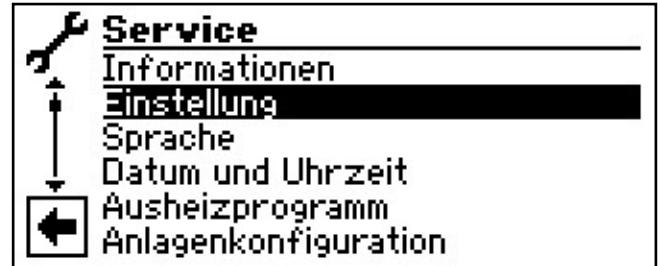 Service
Informationen
Einstellung
Sprache
Datum und Uhrzeit
Ausheizprogramm
Anlagenkonfiguration